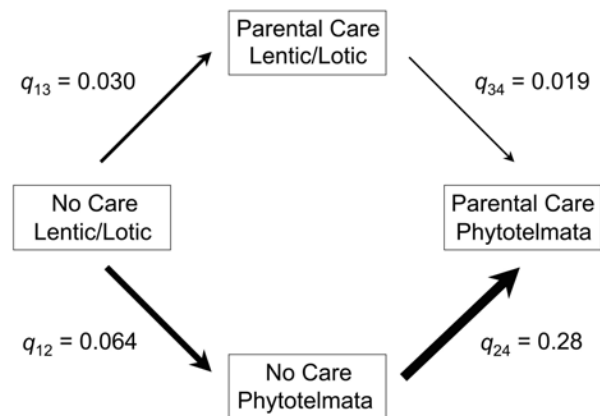 Parental Care
Lentic/Lotic
q13 = 0.030
q34 = 0.019
No Care
Lentic/Lotic
Parental Care
Phytotelmata
q12 = 0.064
q24 = 0.28
No Care
Phytotelmata